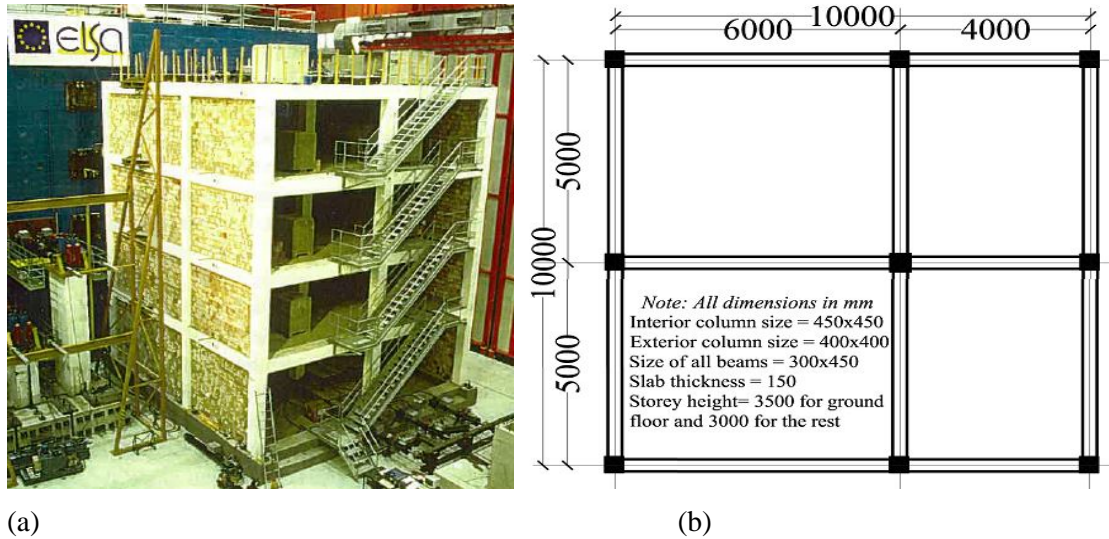 elsa
10000
6000
4000
5000
10000
5000
Note: All dimensions in mm
Interior column size = 450x450
Exterior column size = 400x400
Size of all beams = 300x450
Slab thickness = 150
Storey height= 3500 for ground
floor and 3000 for the rest
(a)
(b)